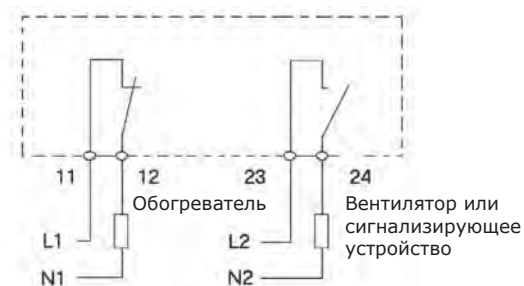 11 12 23 24
Обогреватель
Вентилятор или
сигнализирующее
устройство
L1 L2
N1 N2